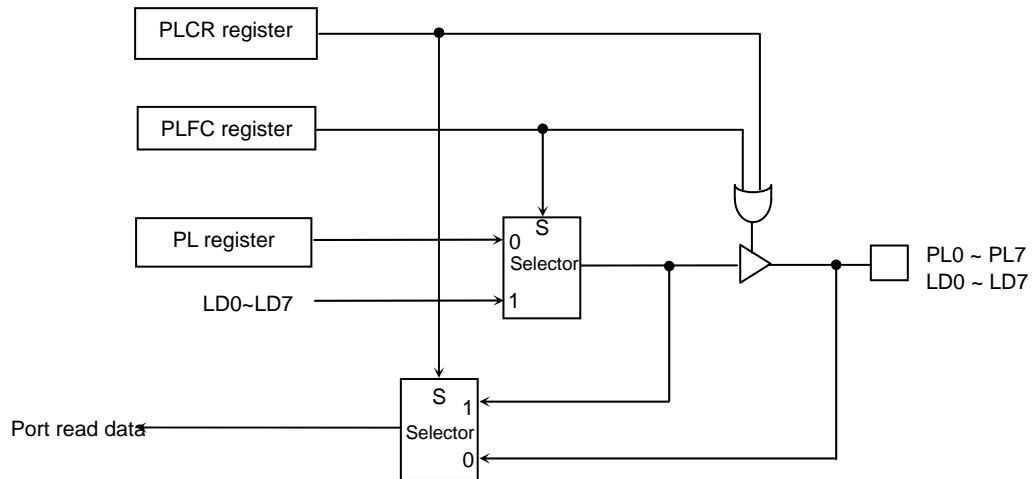 PLCR register
PLFC register
PL register
S
0
Selector
1
LD0~LD7
PL0 ~ PL7
LD0 ~ LD7
S
1
Selector
0
Port read data